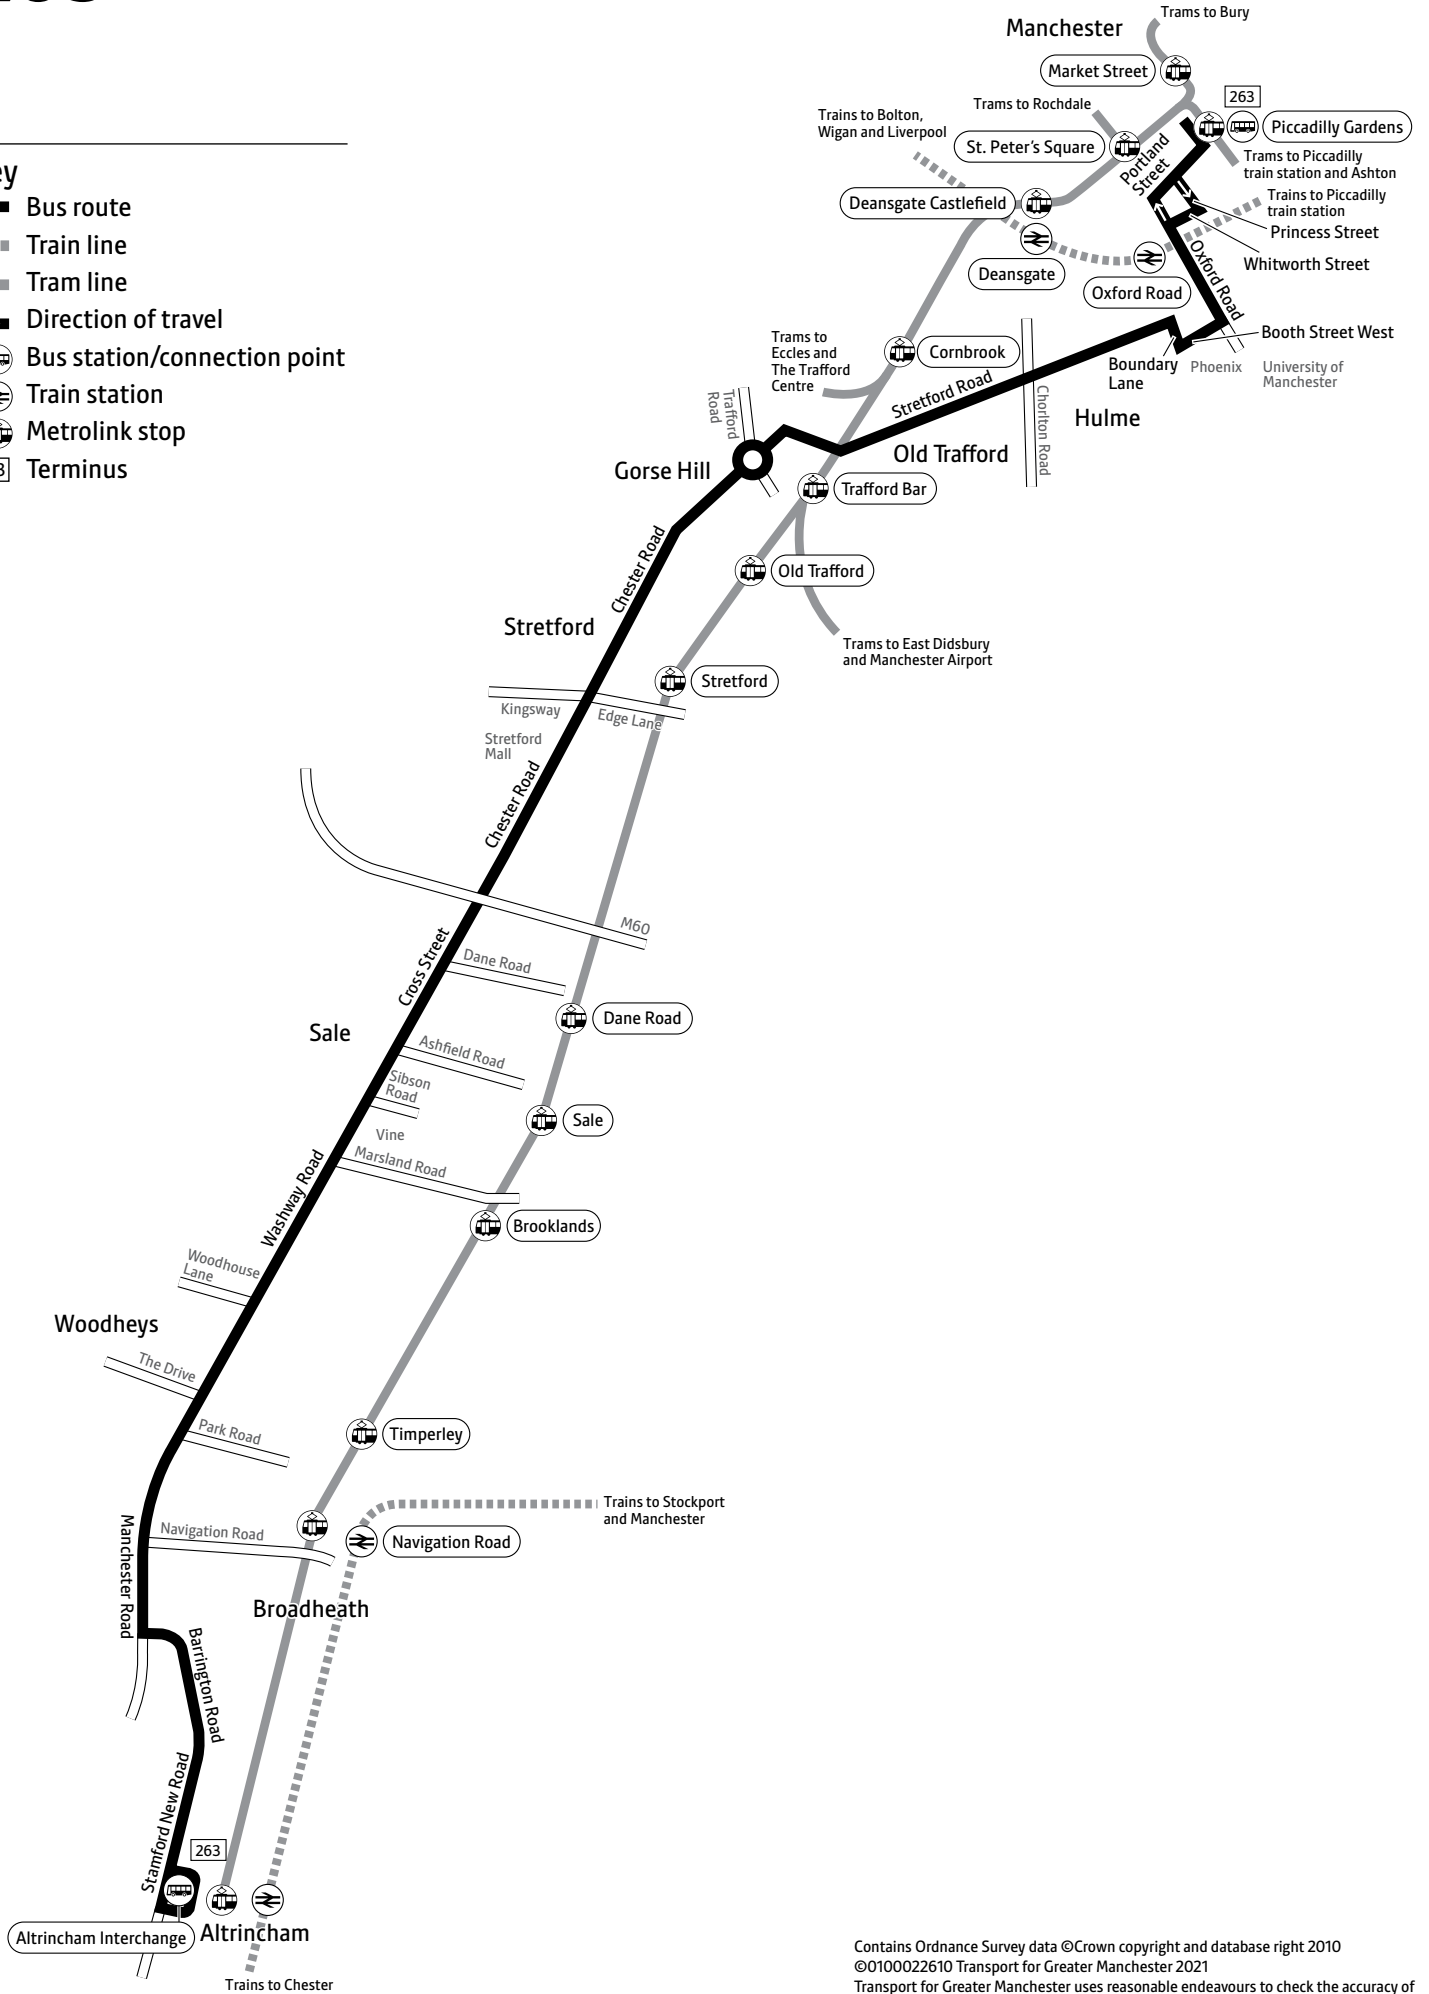 Key
Bus route
Train line
Tram line
Direction of travel
Bus station/connection point
Train station
Metrolink stop
Terminus
Trams to Bury
Manchester
Market Street
263
Trams to Rochdale
Trains to Bolton,
Wigan and Liverpool
Piccadilly Gardens
St. Peter's Square
Portland
Street
Trams to Piccadilly
train station and Ashton
Trains to Piccadilly
train station
Deansgate Castlefield
Princess Street
Whitworth Street
Deansgate
Oxford Road
Oxford Road
Booth Street West
Trams to
Eccles and
The Trafford
Centre
Cornbrook
Boundary
Lane
Phoenix
University of
Manchester
Stretford Road
Trafford
Road
Chorlton Road
Hulme
Old Trafford
Gorse Hill
Trafford Bar
Chester Road
Old Trafford
Stretford
Trams to East Didsbury
and Manchester Airport
Stretford
Kingsway
Edge Lane
Stretford
Mall
Chester Road
M60
Cross Street
Dane Road
Dane Road
Sale
Ashfield Road
Sibson
Road
Sale
Vine
Marsland Road
Washway Road
Brooklands
Woodhouse
Lane
Woodheys
The Drive
Park Road
Timperley
Trains to Stockport
and Manchester
Manchester Road
Navigation Road
Navigation Road
Broadheath
Barrington Road
Stamford New Road
263
Altrincham Interchange
Altrincham
Trains to Chester
Contains Ordnance Survey data ©Crown copyright and database right 2010
©0100022610 Transport for Greater Manchester 2021
Transport for Greater Manchester uses reasonable endeavours to check the accuracy of